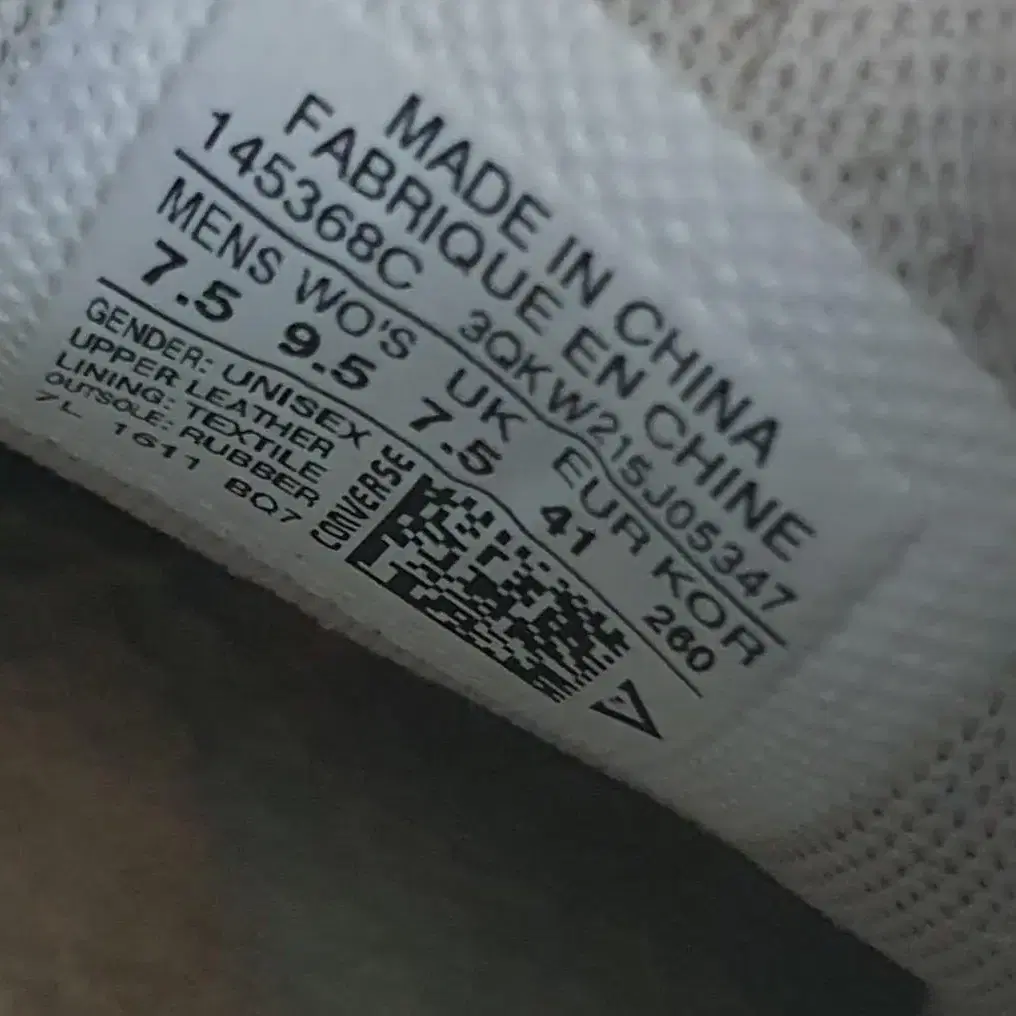 MADE IN CHINA
FABRIQUE EN CHINE
145368C 3QKW215J05347
MENS WO'S UK EUR KOR
7.5 9.5 7.5 41 260
GENDER: UNISEX
UPPER LEATHER
LINING: TEXTILE
OUTSOLE: RUBBER
7L 1611 BQ7
CONVERSE